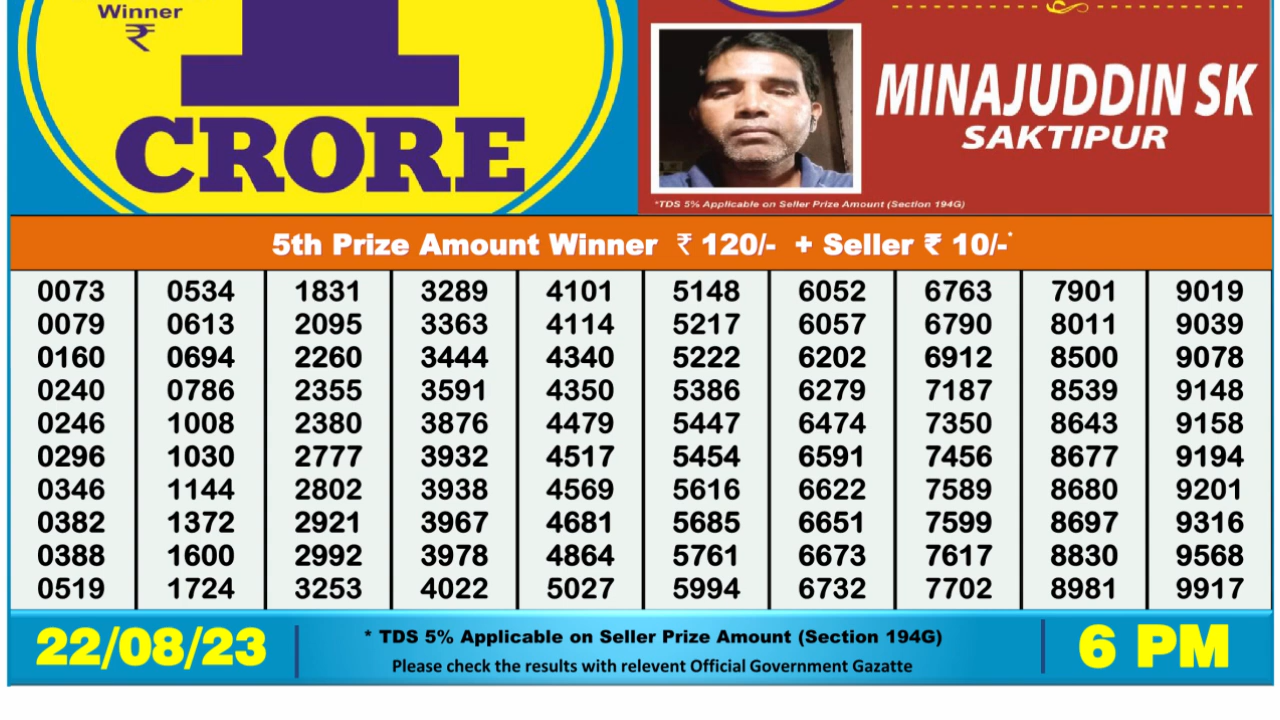 Winner
₹
1
CRORE
MINAJUDDIN SK
SAKTIPUR
*TDS 5% Applicable on Seller Prize Amount (Section 194G)
5th Prize Amount Winner ₹ 120/- + Seller ₹ 10/-*
0073 0534 1831 3289 4101 5148 6052 6763 7901 9019
0079 0613 2095 3363 4114 5217 6057 6790 8011 9039
0160 0694 2260 3444 4340 5222 6202 6912 8500 9078
0240 0786 2355 3591 4350 5386 6279 7187 8539 9148
0246 1008 2380 3876 4479 5447 6474 7350 8643 9158
0296 1030 2777 3932 4517 5454 6591 7456 8677 9194
0346 1144 2802 3938 4569 5616 6622 7589 8680 9201
0382 1372 2921 3967 4681 5685 6651 7599 8697 9316
0388 1600 2992 3978 4864 5761 6673 7617 8830 9568
0519 1724 3253 4022 5027 5994 6732 7702 8981 9917
22/08/23
* TDS 5% Applicable on Seller Prize Amount (Section 194G)
Please check the results with relevent Official Government Gazatte
6 PM